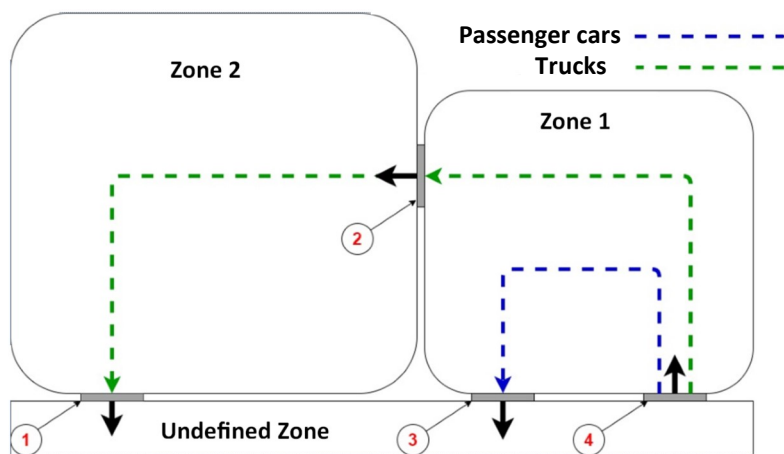 Passenger cars
Trucks
Zone 2
Zone 1
2
Undefined Zone
1
3
4